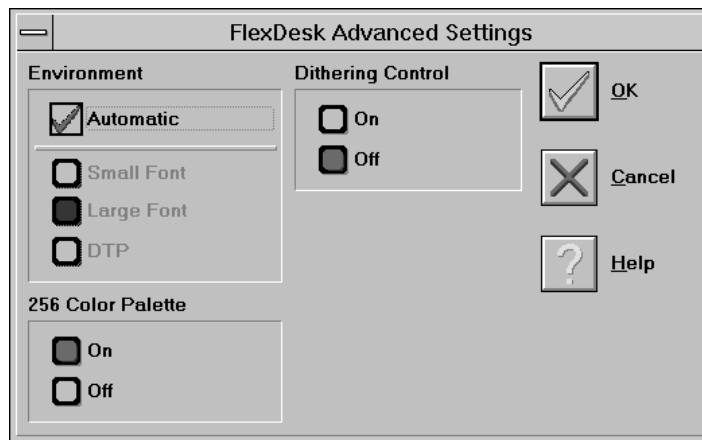 FlexDesk Advanced Settings
Environment
Automatic
Small Font
Large Font
DTP
256 Color Palette
On
Off
Dithering Control
On
Off
OK
Cancel
Help